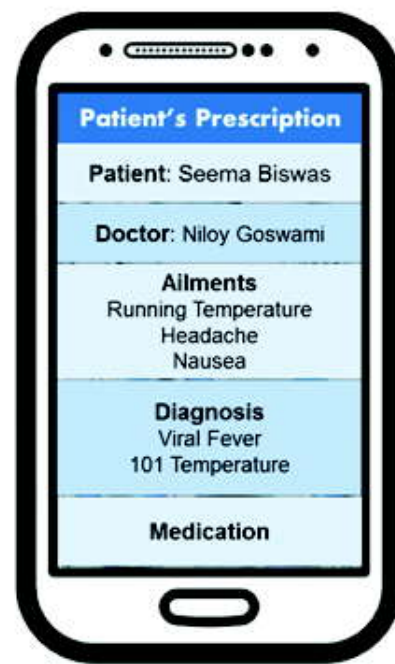 Patient's Prescription
Patient: Seema Biswas
Doctor: Niloy Goswami
Ailments
Running Temperature
Headache
Nausea
Diagnosis
Viral Fever
101 Temperature
Medication